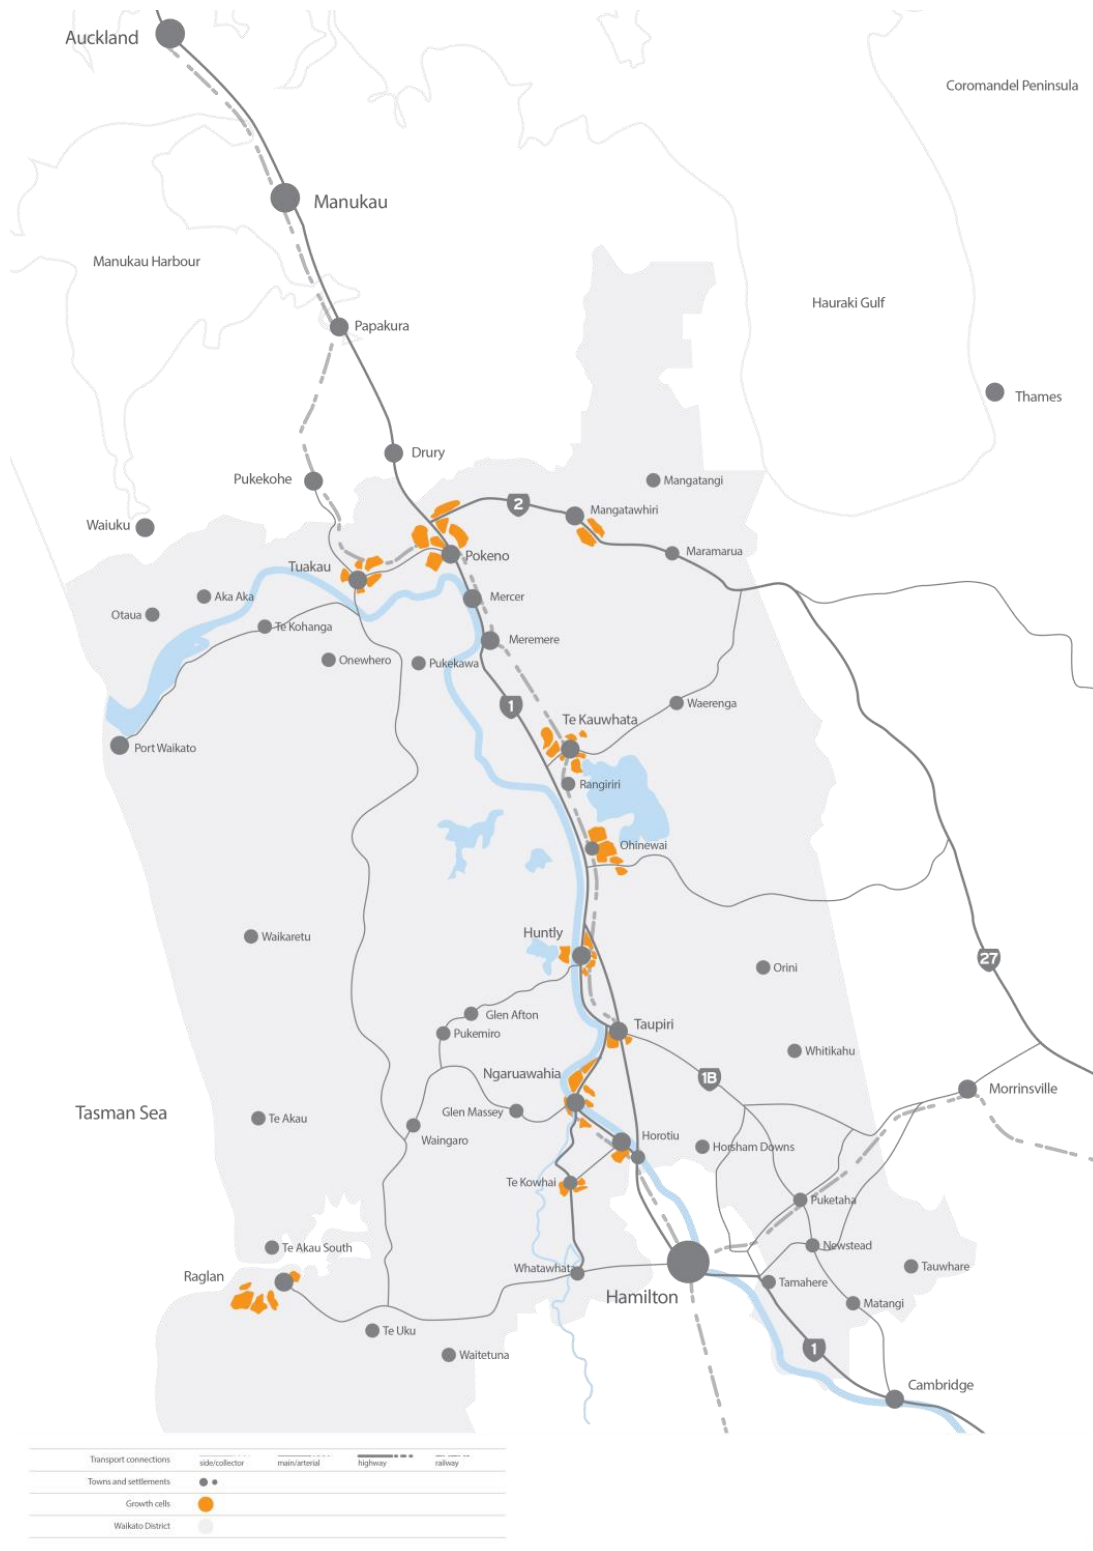 Auckland
Coromandel Peninsula
Manukau
Manukau Harbour
Hauraki Gulf
Papakura
Thames
Drury
Pukekohe
Mangatangi
2
Mangatawhiri
Waiuku
Maramarua
Pokeno
Tuakau
Aka Aka
Mercer
Otaua
Te Kohanga
Meremere
Onewhero
Pukekawa
1
Waerenga
Te Kauwhata
Port Waikato
Rangiriri
Ohinewai
Huntly
Waikaretu
27
Orini
Glen Afton
Taupiri
Pukemiro
Whitikahu
Ngaruawahia
1B
Morrinsville
Tasman Sea
Glen Massey
Te Akau
Waingaro
Horotiu
Horsham Downs
Te Kowhai
Puketaha
Te Akau South
Newstead
Raglan
Whatawhata
Tauwhare
Tamahere
Hamilton
Matangi
Te Uku
1
Waitetuna
Cambridge
Transport connections
side/collector
main/arterial
highway
railway
Towns and settlements
Growth cells
Waikato District